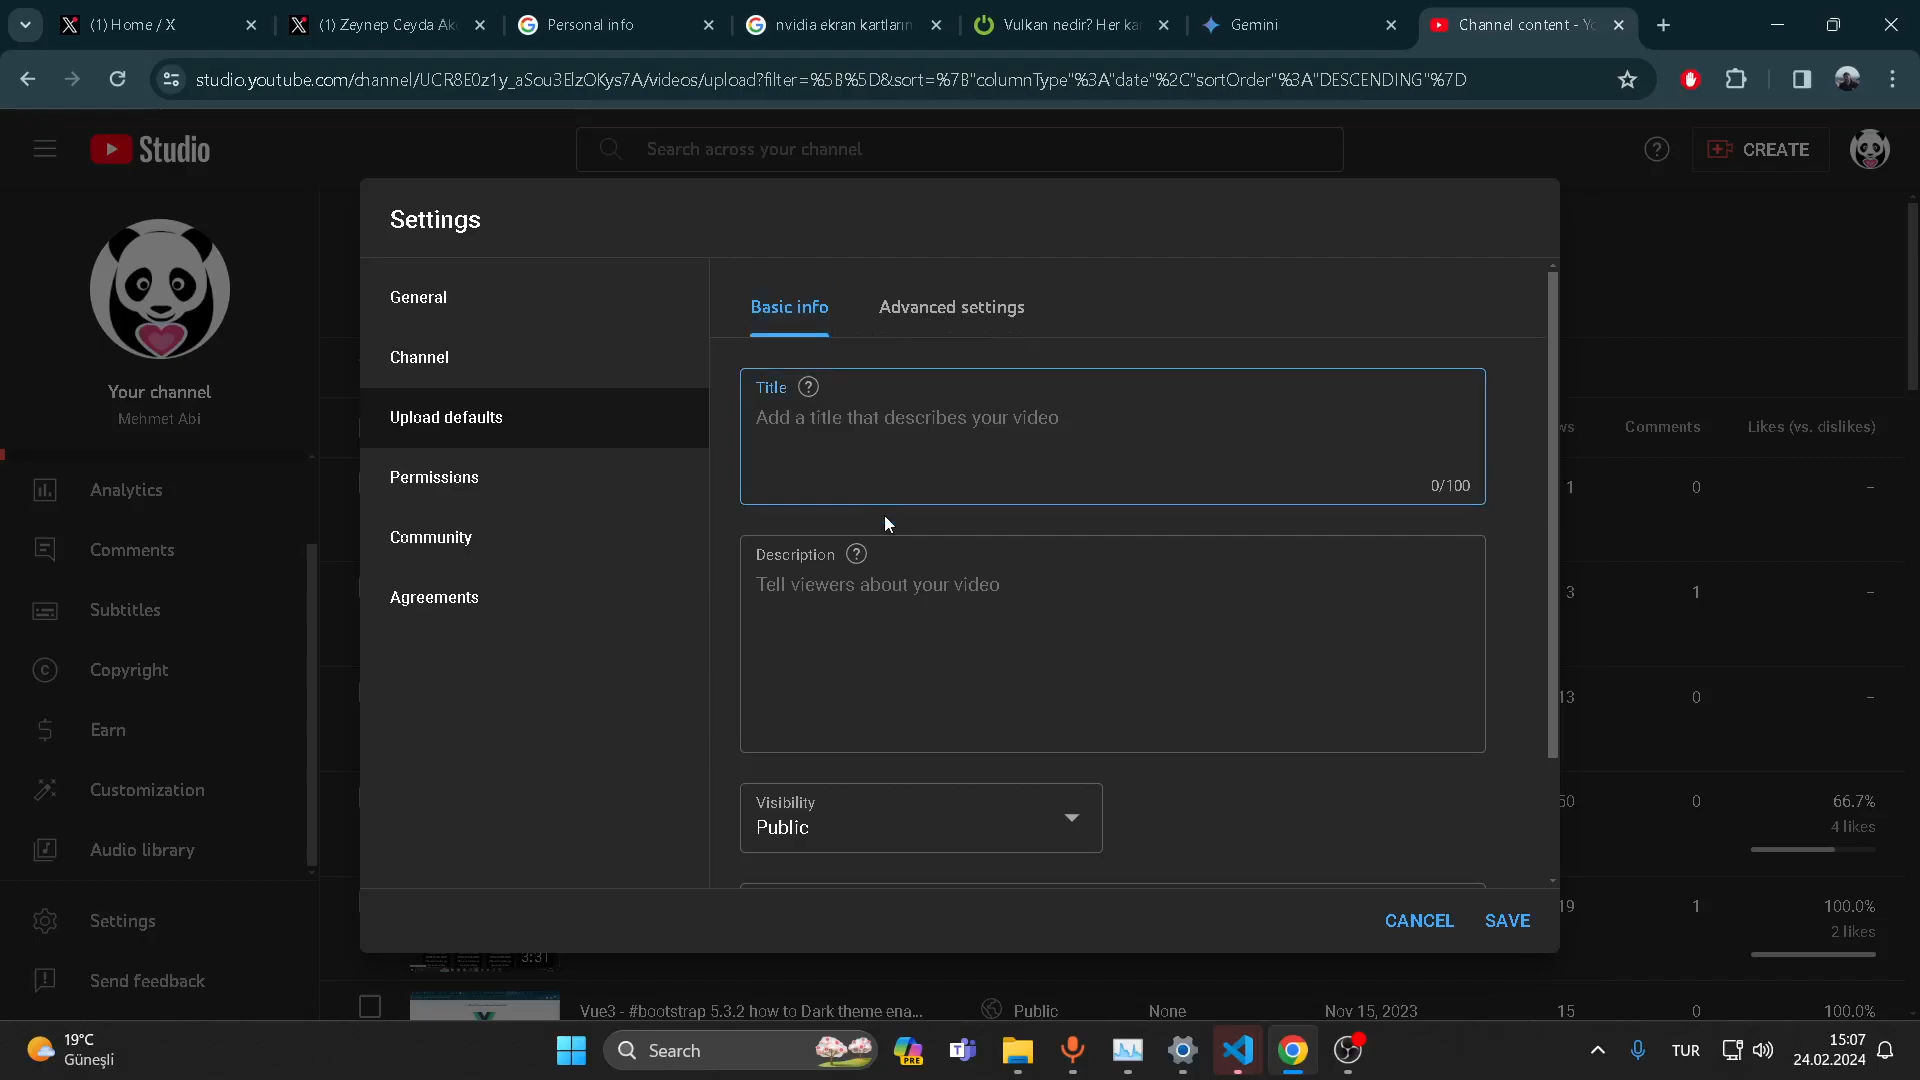 (1) Home / X
(1) Zeynep Ceyda Ak
Personal info
nvidia ekran kartların
Vulkan nedir? Her ka
Gemini
Channel content - Yo
studio.youtube.com/channel/UCR8E0z1y_aSou3ElzOKys7A/videos/upload?filter=%5B%5D&sort=%7B"columnType"%3A"date"%2C"sortOrder"%3A"DESCENDING"%7D
Studio
Search across your channel
CREATE
Settings
Your channel
Mehmet Abi
Analytics
Comments
Subtitles
Copyright
Earn
Customization
Audio library
Settings
Send feedback
General
Channel
Upload defaults
Permissions
Community
Agreements
Basic info
Advanced settings
Title
Add a title that describes your video
0/100
Description
Tell viewers about your video
Visibility
Public
CANCEL
SAVE
ws Comments Likes (vs. dislikes)
1 0 –
3 1 –
13 0 –
50 0 66.7%
4 likes
19 1 100.0%
2 likes
3:31
Vue3 - #bootstrap 5.3.2 how to Dark theme ena... Public None Nov 15, 2023 15 0 100.0%
19°C
Güneşli
Search
PRE
TUR
15:07
24.02.2024